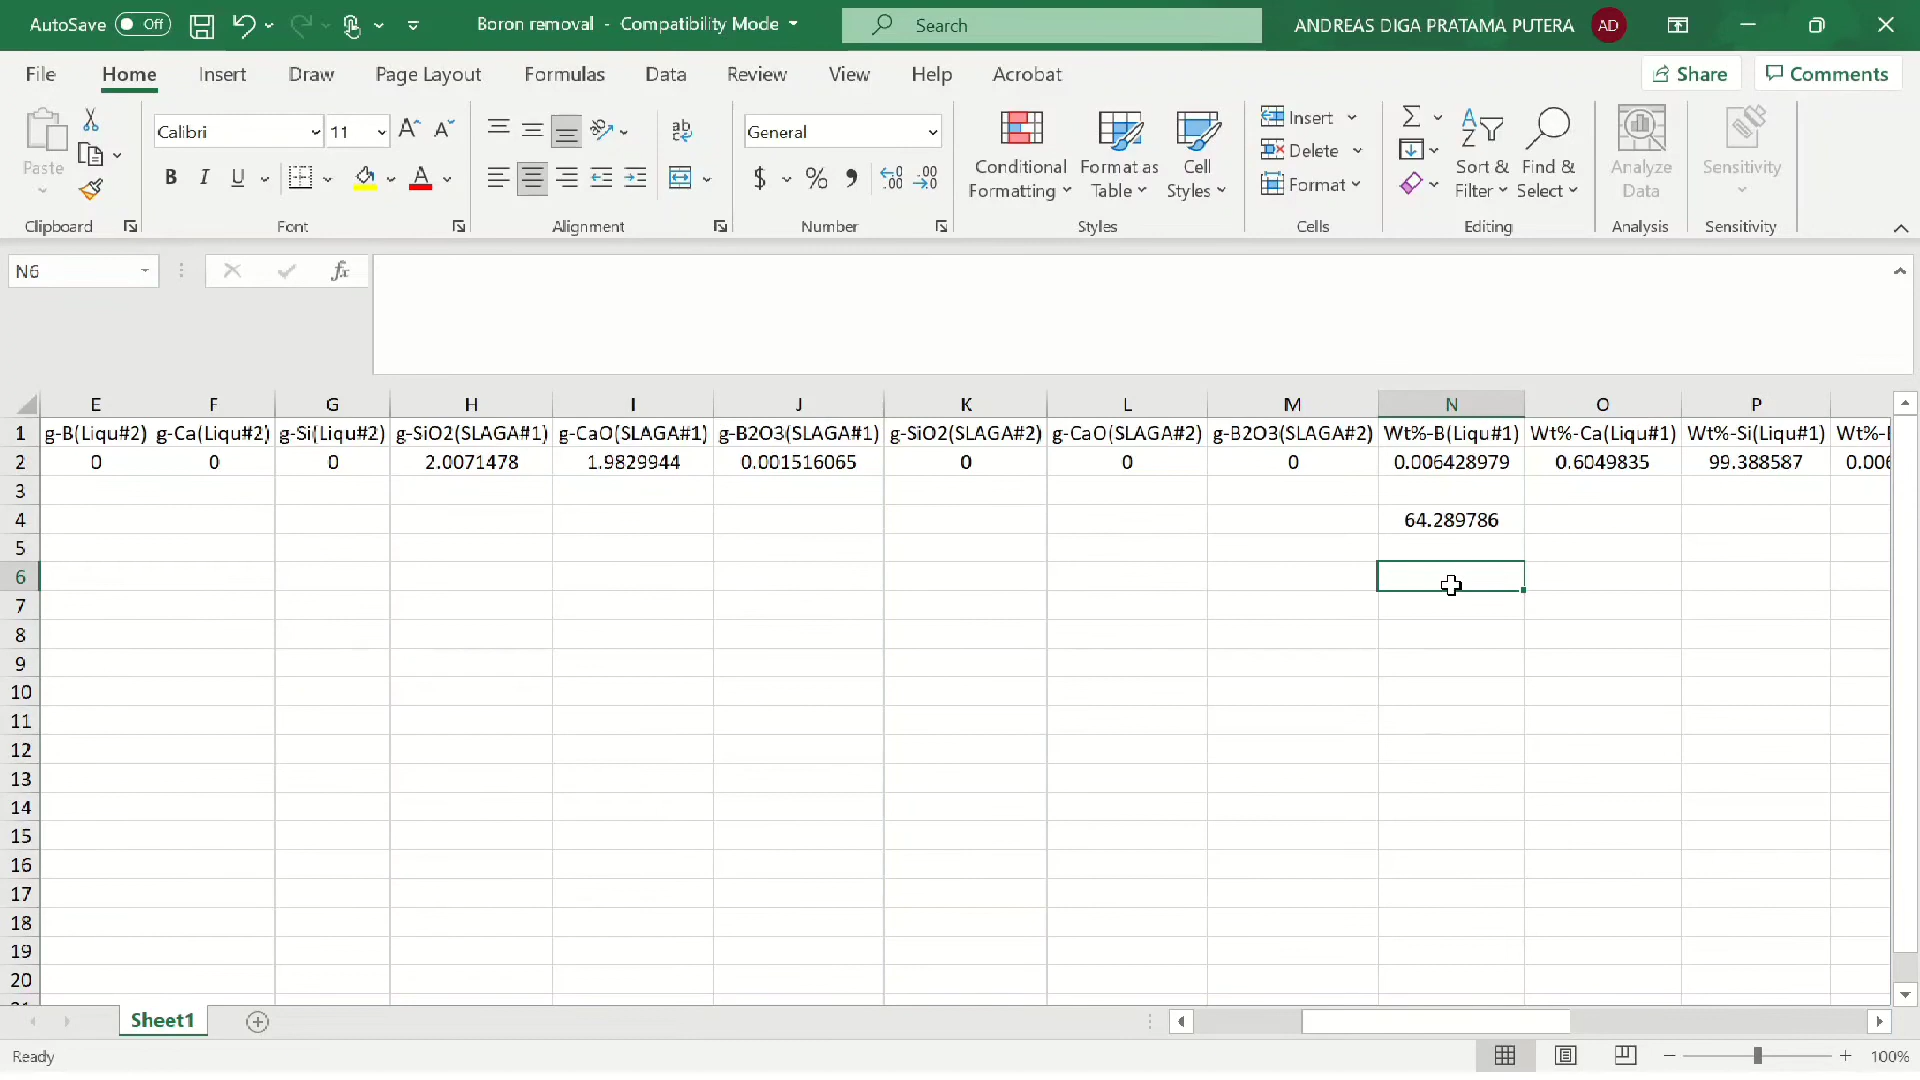 AutoSave Off Boron removal - Compatibility Mode Search ANDREAS DIGA PRATAMA PUTERA AD
File Home Insert Draw Page Layout Formulas Data Review View Help Acrobat Share Comments
Calibri 11 General Insert
Paste Conditional Format as Cell Delete Sort & Find & Analyze Sensitivity
B I U $ % Formatting Table Styles Format Filter Select Data
Clipboard Font Alignment Number Styles Cells Editing Analysis Sensitivity
N6 fx
E F G H I J K L M N O P
1 g-B(Liqu#2) g-Ca(Liqu#2) g-Si(Liqu#2) g-SiO2(SLAGA#1) g-CaO(SLAGA#1) g-B2O3(SLAGA#1) g-SiO2(SLAGA#2) g-CaO(SLAGA#2) g-B2O3(SLAGA#2) Wt%-B(Liqu#1) Wt%-Ca(Liqu#1) Wt%-Si(Liqu#1)
2 0 0 0 2.0071478 1.9829944 0.001516065 0 0 0 0.006428979 0.6049835 99.388587 0.006
3
4 64.289786
5
6
7
8
9
10
11
12
13
14
15
16
17
18
19
20
Sheet1
Ready 100%